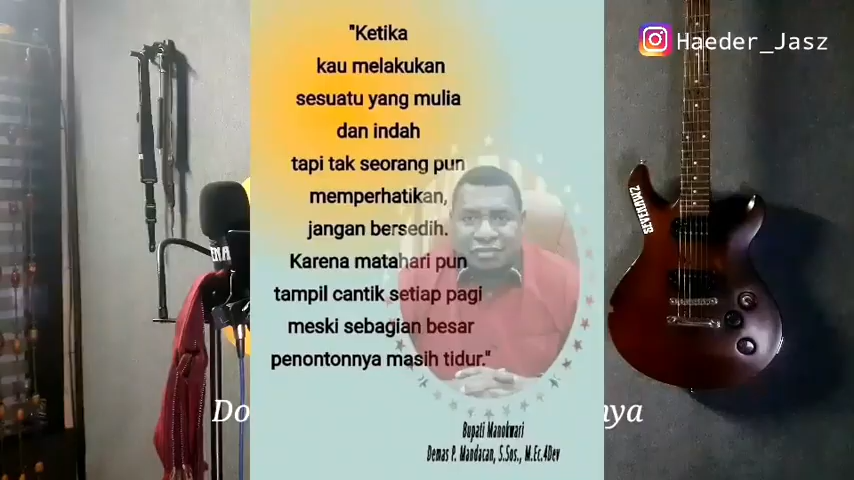 "Ketika
kau melakukan
sesuatu yang mulia
dan indah
tapi tak seorang pun
memperhatikan,
jangan bersedih.
Karena matahari pun
tampil cantik setiap pagi
meski sebagian besar
penontonnya masih tidur."
Bupati Manokwari
Demas P. Mandacan, S.Sos., M.Ec.4Dev
Haeder_Jasz